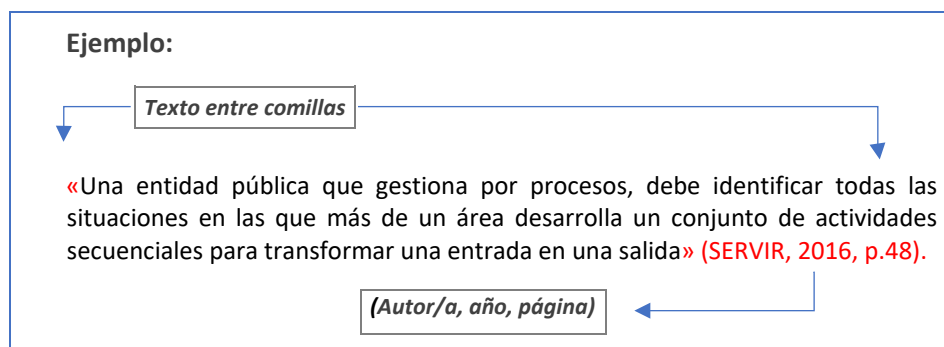 Ejemplo:
Texto entre comillas
«Una entidad pública que gestiona por procesos, debe identificar todas las
situaciones en las que más de un área desarrolla un conjunto de actividades
secuenciales para transformar una entrada en una salida» (SERVIR, 2016, p.48).
(Autor/a, año, página)